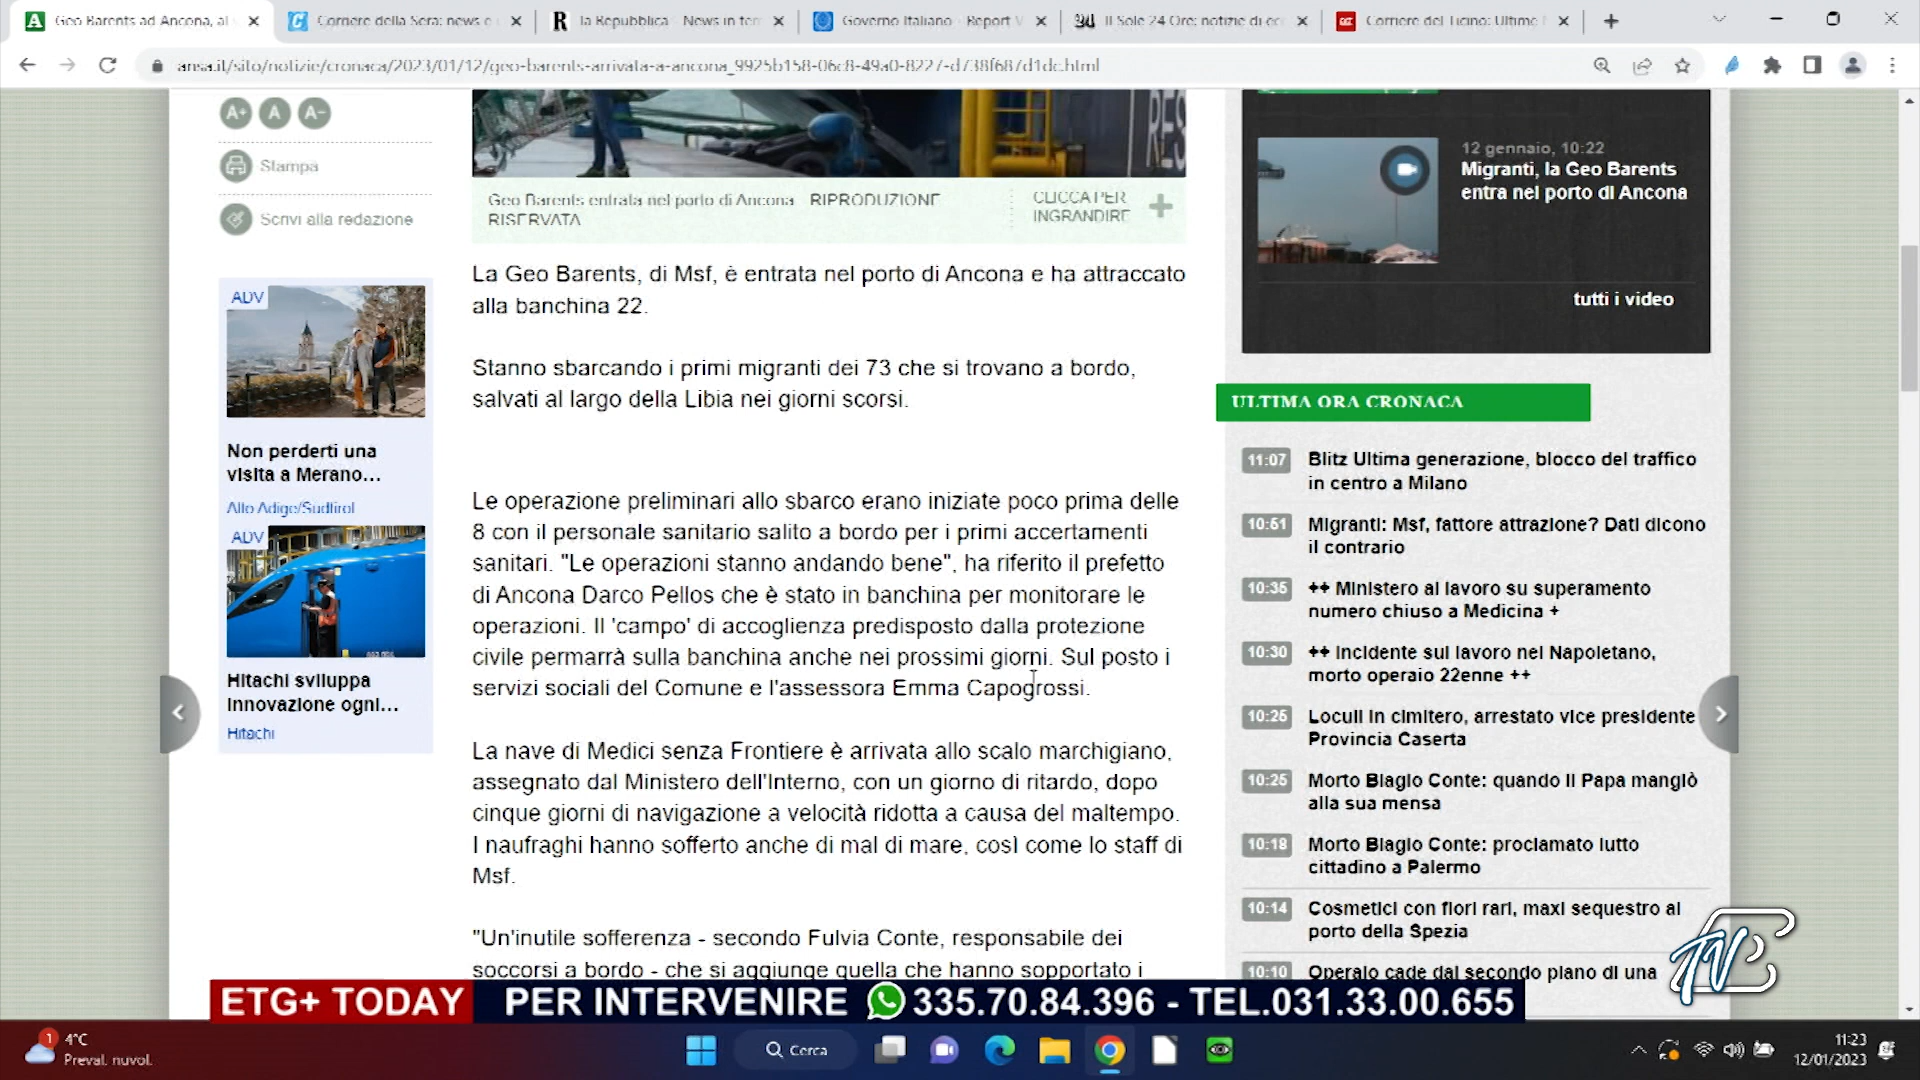 Geo Barents ad Ancona, al
Corriere della Sera: news e
la Repubblica - News in tem
Governo Italiano - Report V
Il Sole 24 Ore: notizie di ec
Corriere del Ticino: Ultime
ansa.it/sito/notizie/cronaca/2023/01/12/geo-barents-arrivata-a-ancona_9925b158-06c8-49a0-8227-d738f687d1dc.html
A+ A A-
Stampa
Scrivi alla redazione
ADV
Non perderti una
visita a Merano...
Alto Adige/Südtirol
ADV
Hitachi sviluppa
innovazione ogni...
Hitachi
RES
Geo Barents entrata nel porto di Ancona RIPRODUZIONE
RISERVATA
CLICCA PER
INGRANDIRE
La Geo Barents, di Msf, è entrata nel porto di Ancona e ha attraccato
alla banchina 22.
Stanno sbarcando i primi migranti dei 73 che si trovano a bordo,
salvati al largo della Libia nei giorni scorsi.
Le operazione preliminari allo sbarco erano iniziate poco prima delle
8 con il personale sanitario salito a bordo per i primi accertamenti
sanitari. "Le operazioni stanno andando bene", ha riferito il prefetto
di Ancona Darco Pellos che è stato in banchina per monitorare le
operazioni. Il 'campo' di accoglienza predisposto dalla protezione
civile permarrà sulla banchina anche nei prossimi giorni. Sul posto i
servizi sociali del Comune e l'assessora Emma Capogrossi.
La nave di Medici senza Frontiere è arrivata allo scalo marchigiano,
assegnato dal Ministero dell'Interno, con un giorno di ritardo, dopo
cinque giorni di navigazione a velocità ridotta a causa del maltempo.
I naufraghi hanno sofferto anche di mal di mare, così come lo staff di
Msf.
"Un'inutile sofferenza - secondo Fulvia Conte, responsabile dei
soccorsi a bordo - che si aggiunge quella che hanno sopportato i
12 gennaio, 10:22
Migranti, la Geo Barents
entra nel porto di Ancona
tutti i video
ULTIMA ORA CRONACA
11:07 Blitz Ultima generazione, blocco del traffico
in centro a Milano
10:51 Migranti: Msf, fattore attrazione? Dati dicono
il contrario
10:35 ++ Ministero al lavoro su superamento
numero chiuso a Medicina +
10:30 ++ Incidente sul lavoro nel Napoletano,
morto operaio 22enne ++
10:25 Loculi in cimitero, arrestato vice presidente
Provincia Caserta
10:25 Morto Biagio Conte: quando il Papa mangiò
alla sua mensa
10:18 Morto Biagio Conte: proclamato lutto
cittadino a Palermo
10:14 Cosmetici con fiori rari, maxi sequestro al
porto della Spezia
10:10 Operaio cade dal secondo piano di una
ETG+ TODAY PER INTERVENIRE 335.70.84.396 - TEL.031.33.00.655
1
4°C
Preval. nuvol.
Cerca
11:23
12/01/2023